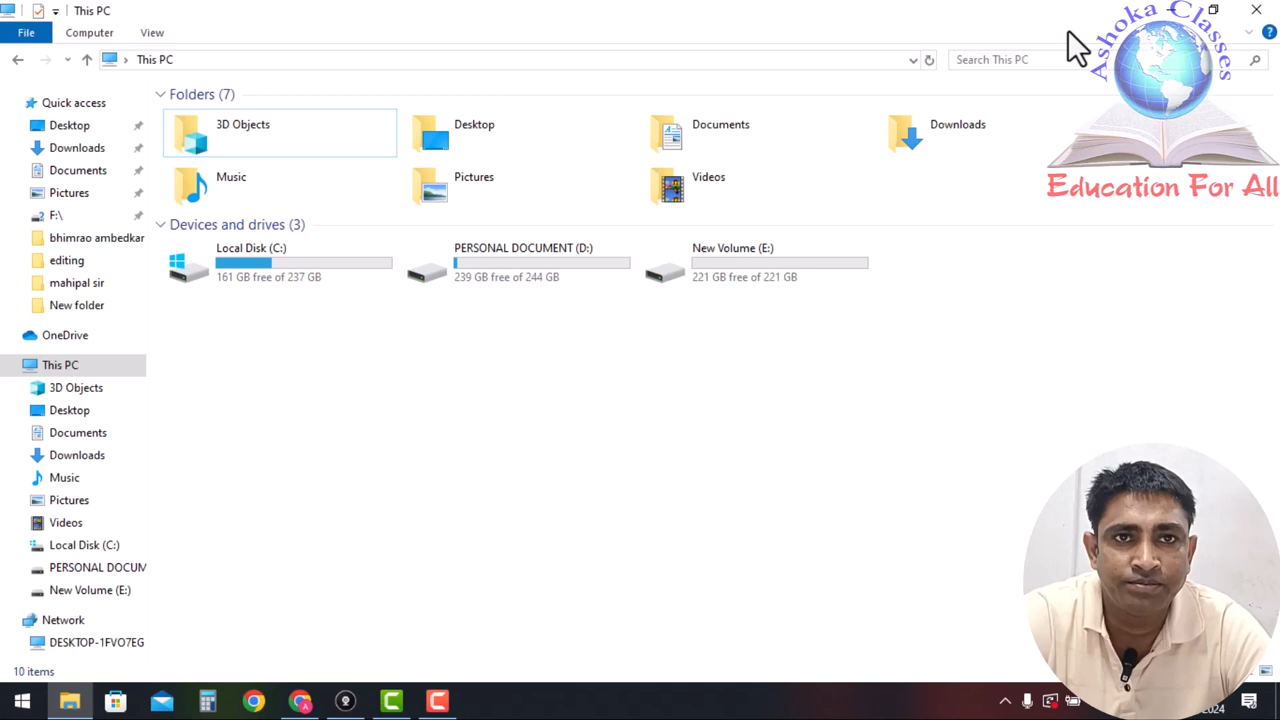 This PC
File
Computer
View
This PC
Search This PC
Ashoka Classes
Education For All
Quick access
Desktop
Downloads
Documents
Pictures
F:\
bhimrao ambedkar
editing
mahipal sir
New folder
OneDrive
This PC
3D Objects
Desktop
Documents
Downloads
Music
Pictures
Videos
Local Disk (C:)
PERSONAL DOCUM
New Volume (E:)
Network
DESKTOP-1FVO7EG
Folders (7)
3D Objects
Desktop
Documents
Downloads
Music
Pictures
Videos
Devices and drives (3)
Local Disk (C:)
161 GB free of 237 GB
PERSONAL DOCUMENT (D:)
239 GB free of 244 GB
New Volume (E:)
221 GB free of 221 GB
10 items
2024